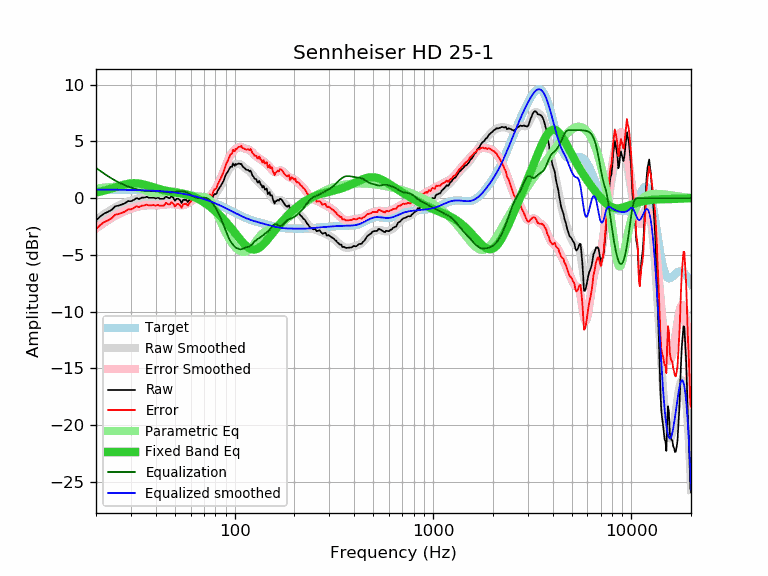 Sennheiser HD 25-1
Amplitude (dBr)
10
5
0
−5
−10
−15
−20
−25
Target
Raw Smoothed
Error Smoothed
Raw
Error
Parametric Eq
Fixed Band Eq
Equalization
Equalized smoothed
100 1000 10000
Frequency (Hz)